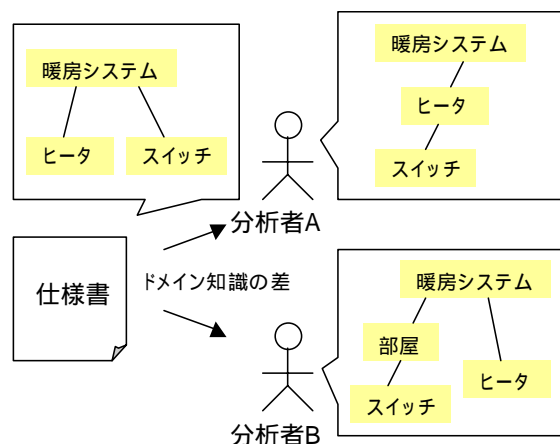 暖房システム
ヒータ
スイッチ
暖房システム
ヒータ
スイッチ
分析者A
仕様書
ドメイン知識の差
暖房システム
部屋
スイッチ
ヒータ
分析者B